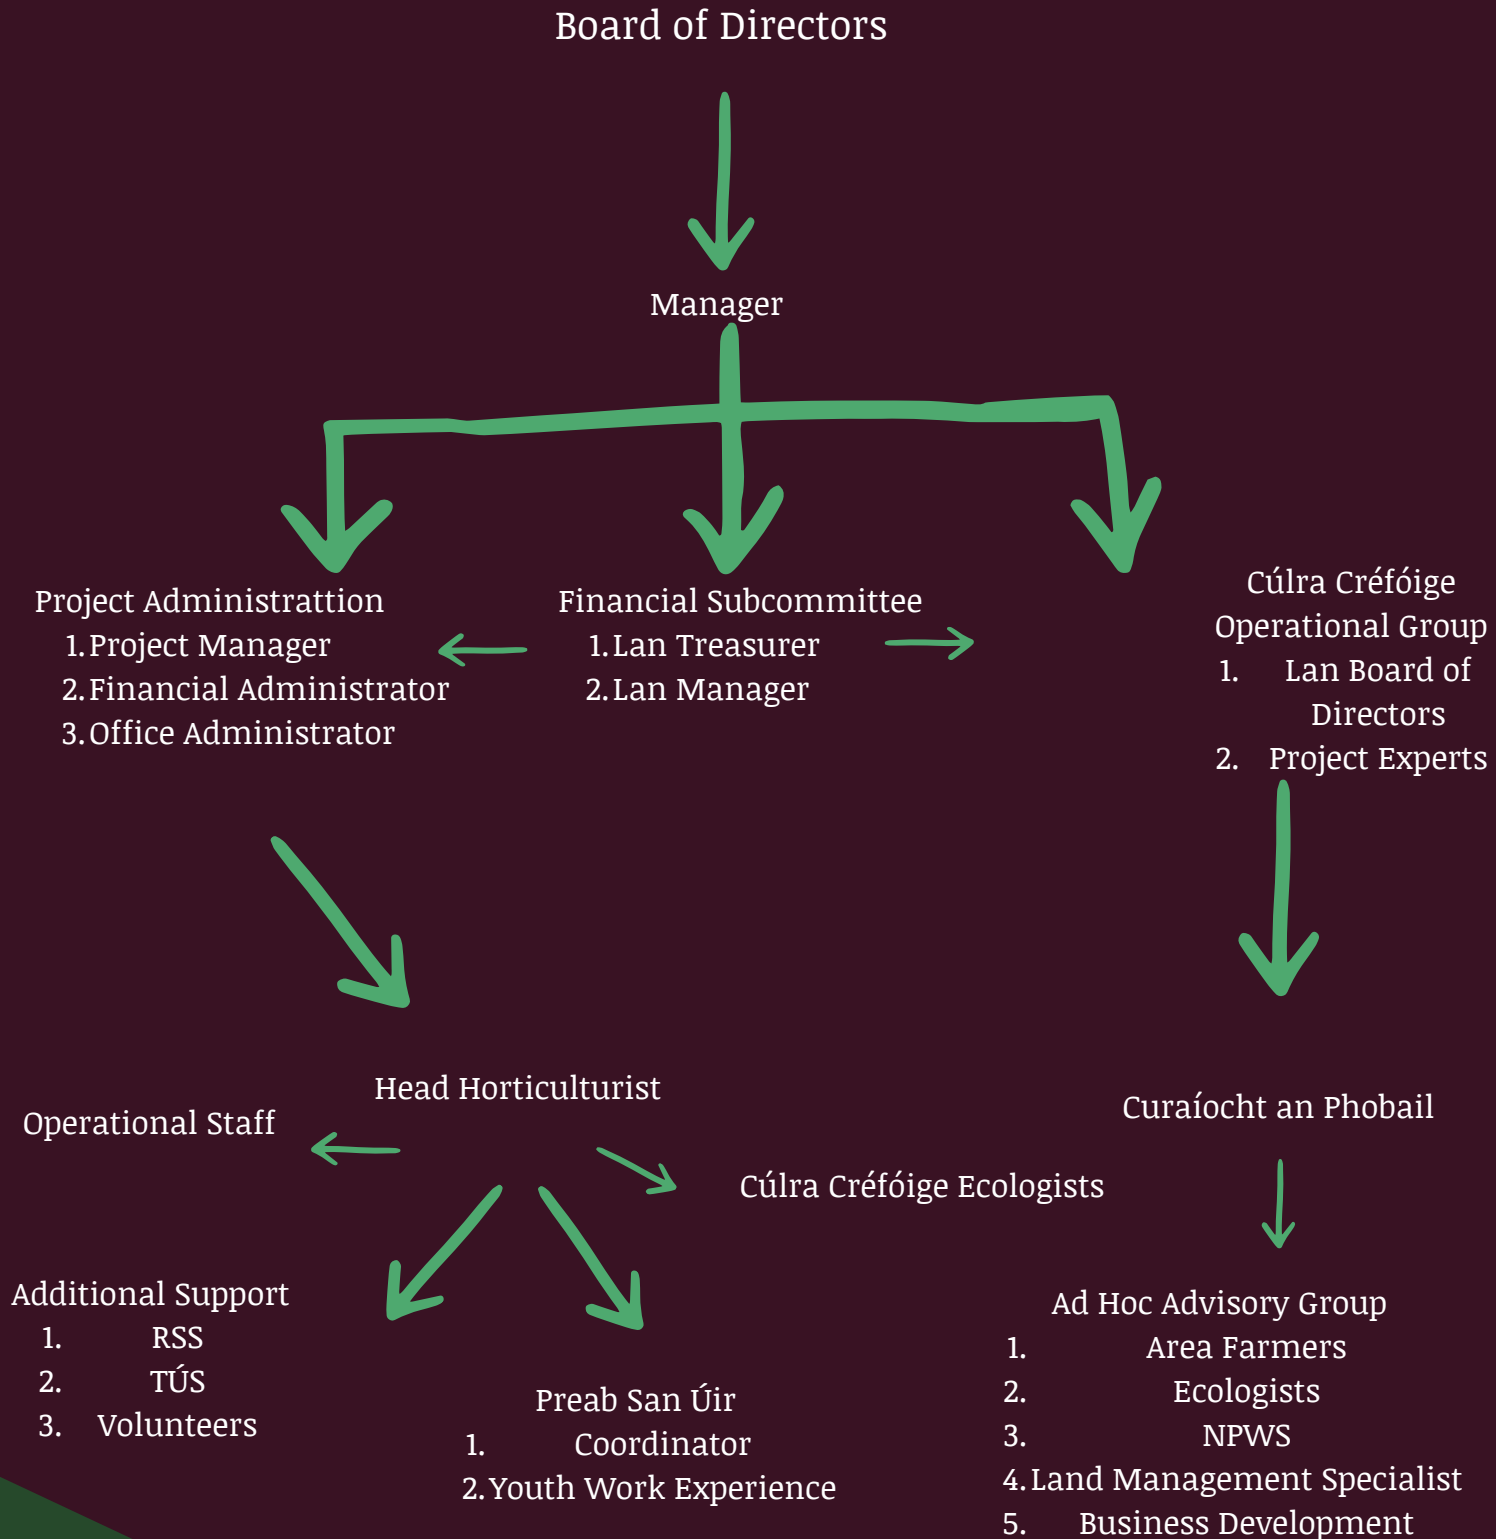 Board of Directors
Manager
Project Administrattion
1. Project Manager
2. Financial Administrator
3. Office Administrator
Financial Subcommittee
1. Lan Treasurer
2. Lan Manager
Cúlra Créfóige
Operational Group
1. Lan Board of
Directors
2. Project Experts
Head Horticulturist
Operational Staff
Cúlra Créfóige Ecologists
Curaíocht an Phobail
Additional Support
1. RSS
2. TÚS
3. Volunteers
Preab San Úir
1. Coordinator
2. Youth Work Experience
Ad Hoc Advisory Group
1. Area Farmers
2. Ecologists
3. NPWS
4. Land Management Specialist
5. Business Development